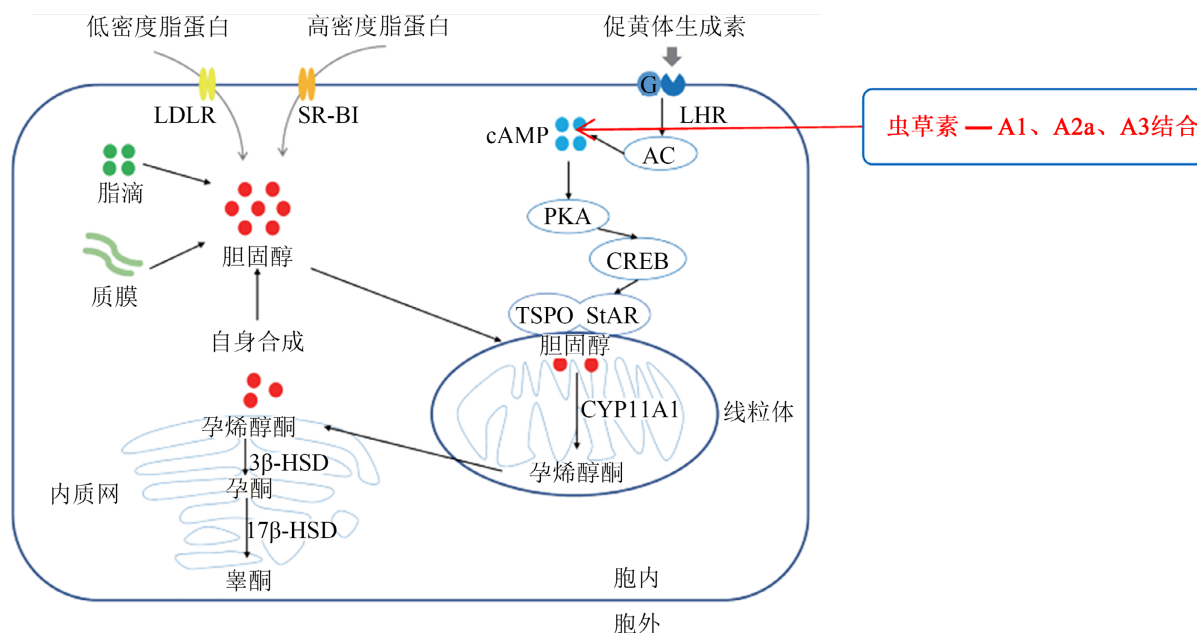 低密度脂蛋白
高密度脂蛋白
促黄体生成素
LDLR
SR-BI
G
LHR
cAMP
AC
虫草素 — A1、A2a、A3结合
脂滴
PKA
胆固醇
CREB
质膜
TSPO
StAR
自身合成
胆固醇
CYP11A1
线粒体
孕烯醇酮
3β-HSD
孕烯醇酮
内质网
孕酮
17β-HSD
睾酮
胞内
胞外